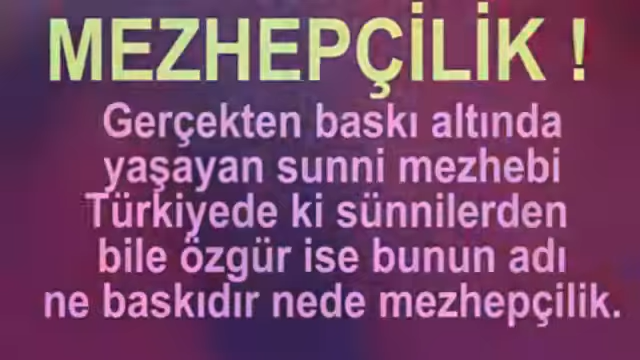 MEZHEPÇİLİK !
Gerçekten baskı altında
yaşayan sunni mezhebi
Türkiyede ki sünnilerden
bile özgür ise bunun adı
ne baskıdır nede mezhepçilik.